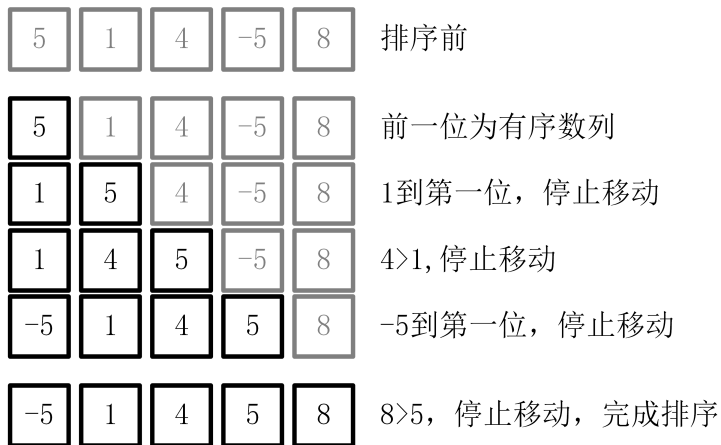 5 1 4 -5 8 排序前
5 1 4 -5 8 前一位为有序数列
1 5 4 -5 8 1到第一位，停止移动
1 4 5 -5 8 4>1,停止移动
-5 1 4 5 8 -5到第一位，停止移动
-5 1 4 5 8 8>5，停止移动，完成排序